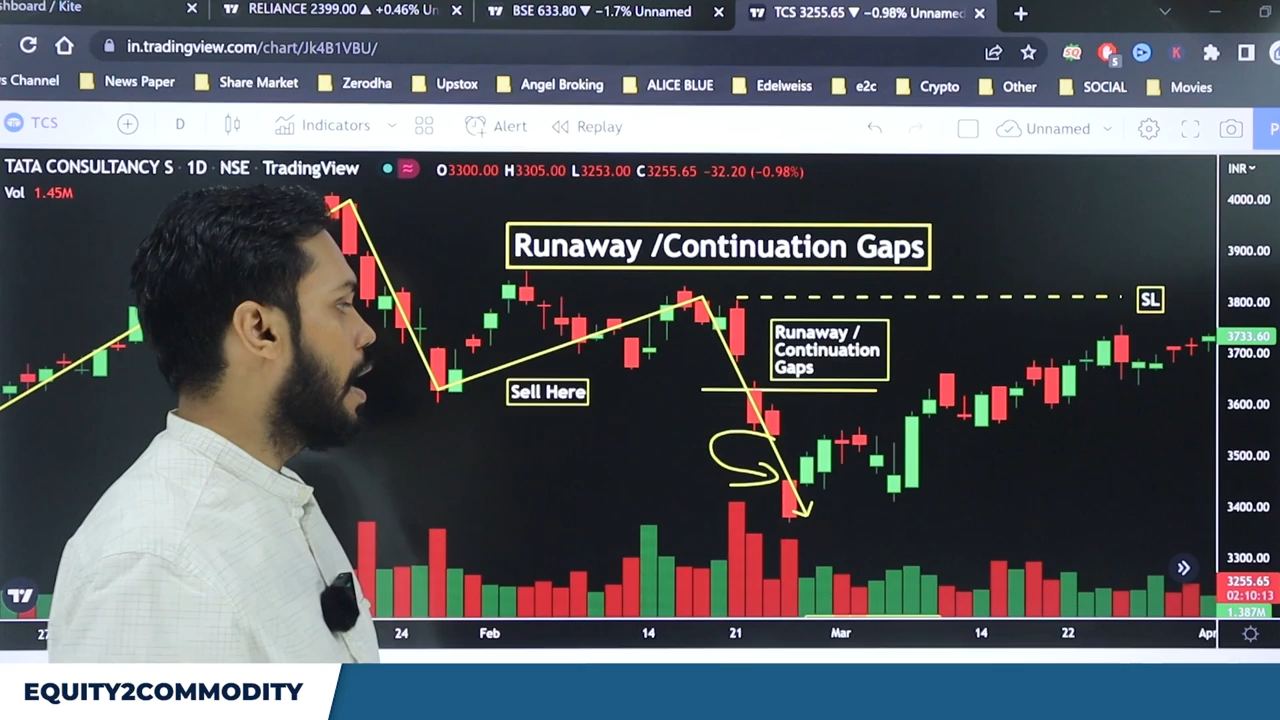 shboard / Kite
RELIANCE 2399.00 ▲ +0.46% Un
BSE 633.80 ▼ −1.7% Unnamed
TCS 3255.65 ▼ −0.98% Unnamed
in.tradingview.com/chart/Jk4B1VBU/
s Channel
News Paper
Share Market
Zerodha
Upstox
Angel Broking
ALICE BLUE
Edelweiss
e2c
Crypto
Other
SOCIAL
Movies
TCS
D
Indicators
Alert
Replay
Unnamed
P
TATA CONSULTANCY S · 1D · NSE · TradingView
O3300.00 H3305.00 L3253.00 C3255.65 −32.20 (−0.98%)
INR
Vol 1.45M
4000.00
Runaway /Continuation Gaps
3900.00
SL
3800.00
Runaway /
Continuation
Gaps
3733.60
3700.00
Sell Here
3600.00
3500.00
3400.00
3300.00
3255.65
02:10:13
1.387M
27
24
Feb
14
21
Mar
14
22
Apr
EQUITY2COMMODITY